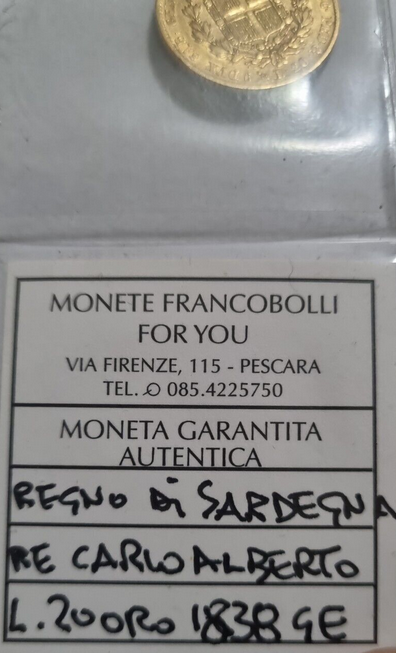 MONETE FRANCOBOLLI
FOR YOU
VIA FIRENZE, 115 - PESCARA
TEL. 085.4225750
MONETA GARANTITA
AUTENTICA
REGNO Di SARDEGNA
RE CARLO ALBERTO
L. 20 ORO 1838 GE